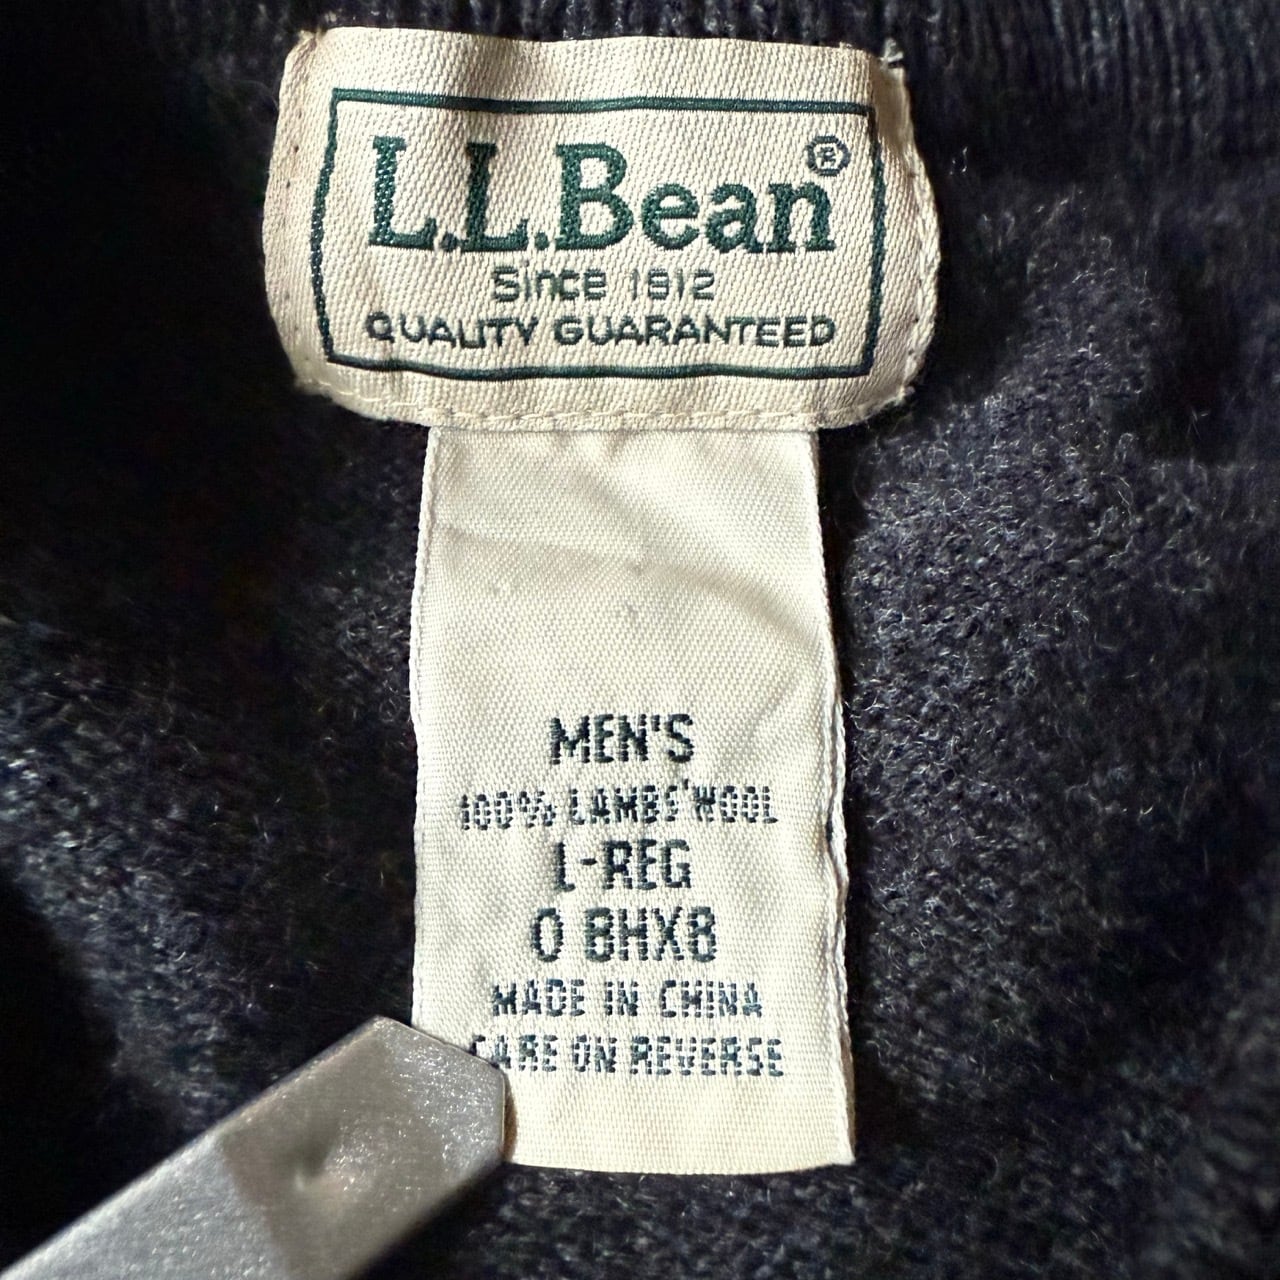 L.L.Bean®
Since 1912
QUALITY GUARANTEED
MEN'S
100% LAMBS'WOOL
L-REG
0 BHX8
MADE IN CHINA
CARE ON REVERSE